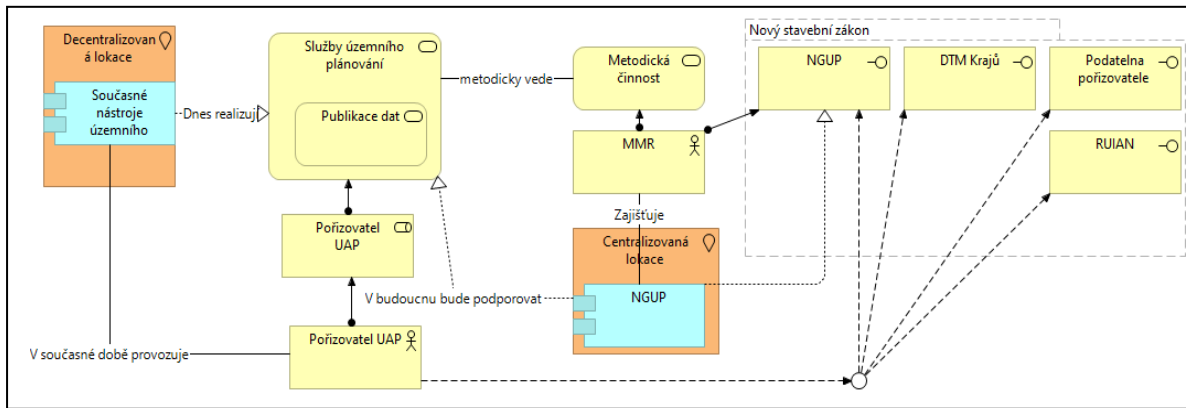 Nový stavební zákon
Decentralizovan
á lokace
Současné
nástroje
územního
Dnes realizuj
Služby územního
plánování
Publikace dat
metodicky vede
Metodická
činnost
MMR
NGUP
DTM Krajů
Podatelna
pořizovatele
RUIAN
Pořizovatel
UAP
Zajišťuje
Centralizovaná
lokace
NGUP
V budoucnu bude podporovat
V současné době provozuje
Pořizovatel UAP